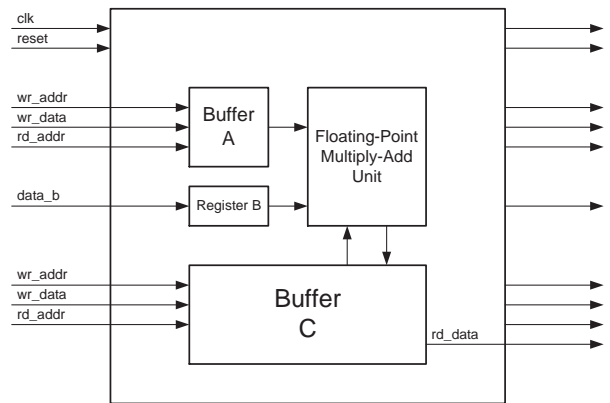 clk
reset
wr_addr
wr_data
rd_addr
Buffer
A
Floating-Point
Multiply-Add
Unit
data_b
Register B
wr_addr
wr_data
rd_addr
Buffer
C
rd_data